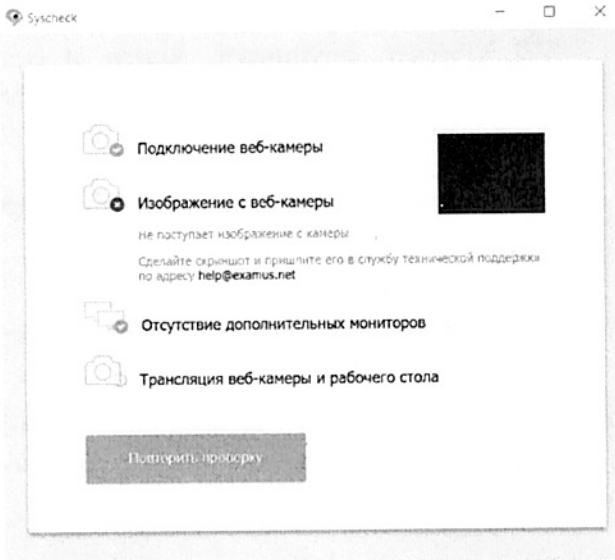 Syscheck
Подключение веб-камеры
Изображение с веб-камеры
Не поступает изображение с камеры
Сделайте скриншот и пришлите его в службу технической поддержки
по адресу help@examus.net
Отсутствие дополнительных мониторов
Трансляция веб-камеры и рабочего стола
Повторить проверку